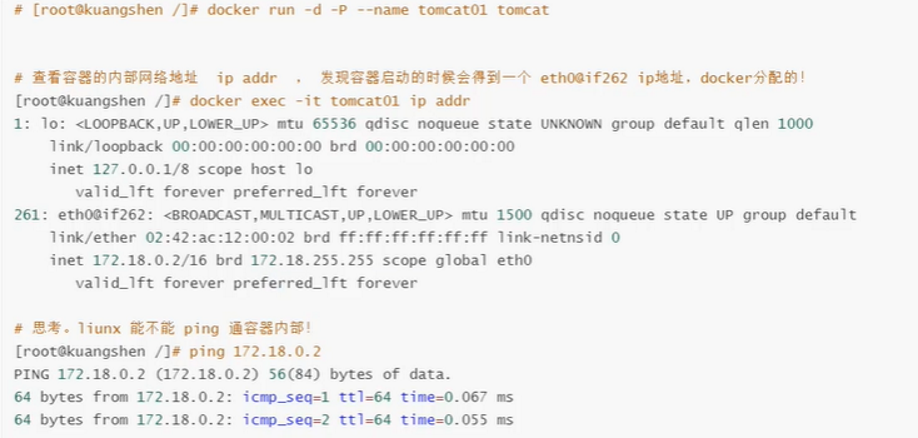 # [root@kuangshen /]# docker run -d -P --name tomcat01 tomcat
# 查看容器的内部网络地址 ip addr ， 发现容器启动的时候会得到一个 eth0@if262 ip地址，docker分配的！
[root@kuangshen /]# docker exec -it tomcat01 ip addr
1: lo: <LOOPBACK,UP,LOWER_UP> mtu 65536 qdisc noqueue state UNKNOWN group default qlen 1000
link/loopback 00:00:00:00:00:00 brd 00:00:00:00:00:00
inet 127.0.0.1/8 scope host lo
valid_lft forever preferred_lft forever
261: eth0@if262: <BROADCAST,MULTICAST,UP,LOWER_UP> mtu 1500 qdisc noqueue state UP group default
link/ether 02:42:ac:12:00:02 brd ff:ff:ff:ff:ff:ff link-netnsid 0
inet 172.18.0.2/16 brd 172.18.255.255 scope global eth0
valid_lft forever preferred_lft forever
# 思考。liunx 能不能 ping 通容器内部！
[root@kuangshen /]# ping 172.18.0.2
PING 172.18.0.2 (172.18.0.2) 56(84) bytes of data.
64 bytes from 172.18.0.2: icmp_seq=1 ttl=64 time=0.067 ms
64 bytes from 172.18.0.2: icmp_seq=2 ttl=64 time=0.055 ms